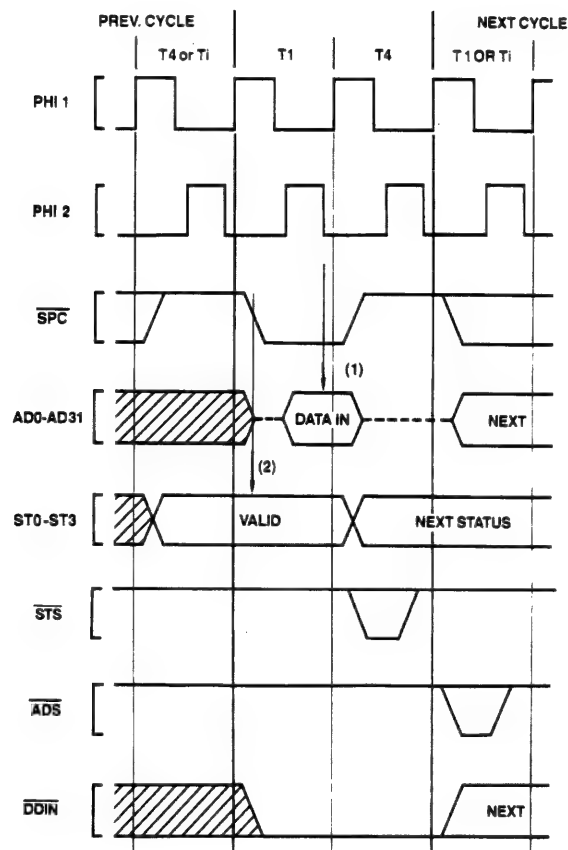 PREV. CYCLE NEXT CYCLE
T4 or Ti T1 T4 T1 OR Ti
PHI 1
PHI 2
SPC
(1)
AD0-AD31 DATA IN NEXT
(2)
ST0-ST3 VALID NEXT STATUS
STS
ADS
DDIN NEXT